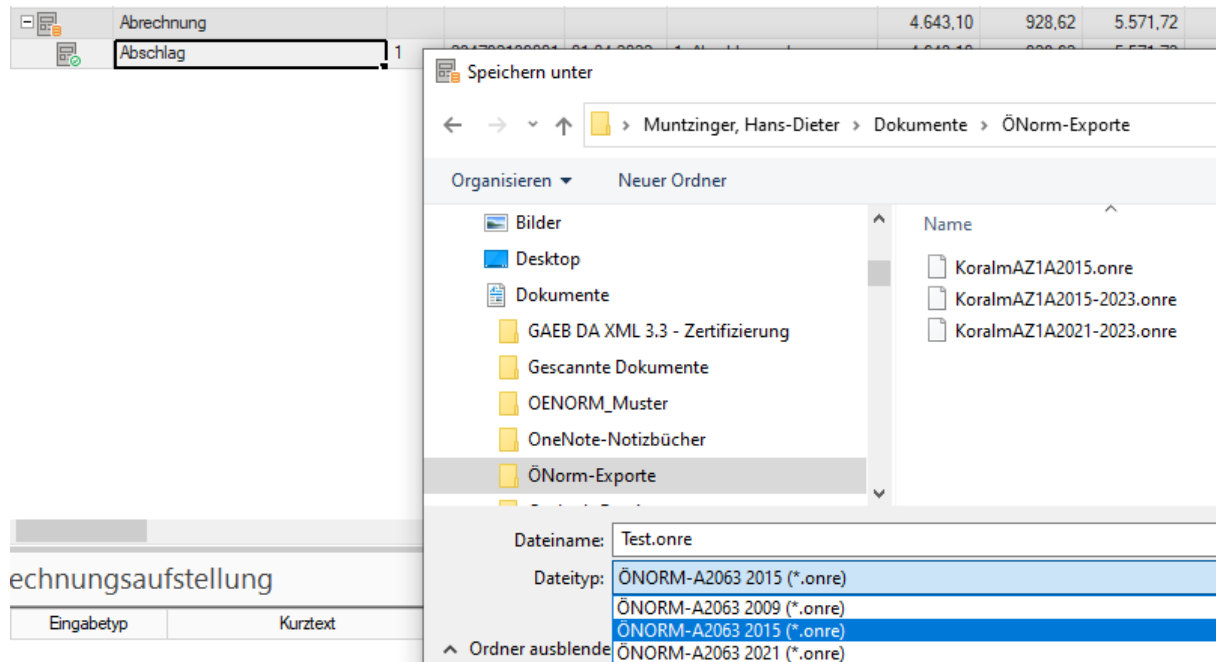 Abrechnung 4.643,10 928,62 5.571,72
Abschlag 1
Speichern unter
Muntzinger, Hans-Dieter > Dokumente > ÖNorm-Exporte
Organisieren Neuer Ordner
Bilder
Desktop
Dokumente
GAEB DA XML 3.3 - Zertifizierung
Gescannte Dokumente
OENORM_Muster
OneNote-Notizbücher
ÖNorm-Exporte
Name
KoralmAZ1A2015.onre
KoralmAZ1A2015-2023.onre
KoralmAZ1A2021-2023.onre
Dateiname: Test.onre
Dateityp: ÖNORM-A2063 2015 (*.onre)
ÖNORM-A2063 2009 (*.onre)
ÖNORM-A2063 2015 (*.onre)
ÖNORM-A2063 2021 (*.onre)
Ordner ausblende
echnungsaufstellung
Eingabetyp Kurztext